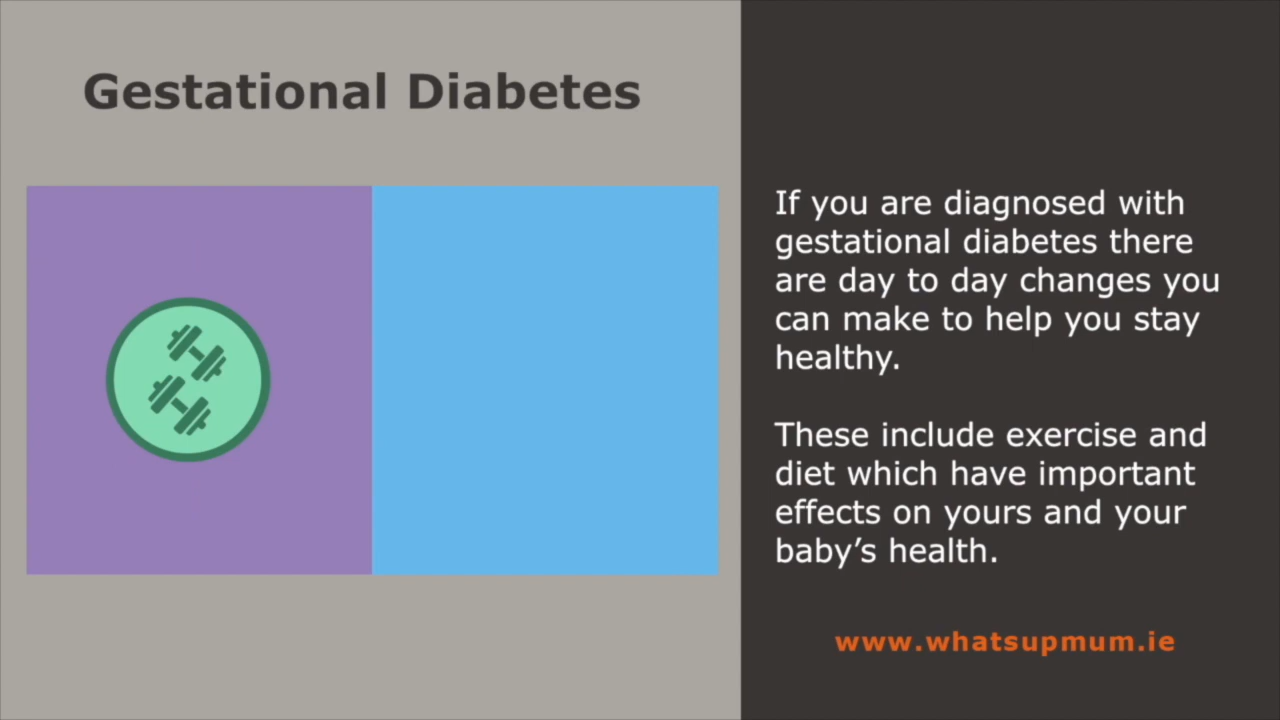 Gestational Diabetes
If you are diagnosed with
gestational diabetes there
are day to day changes you
can make to help you stay
healthy.
These include exercise and
diet which have important
effects on yours and your
baby’s health.
www.whatsupmum.ie